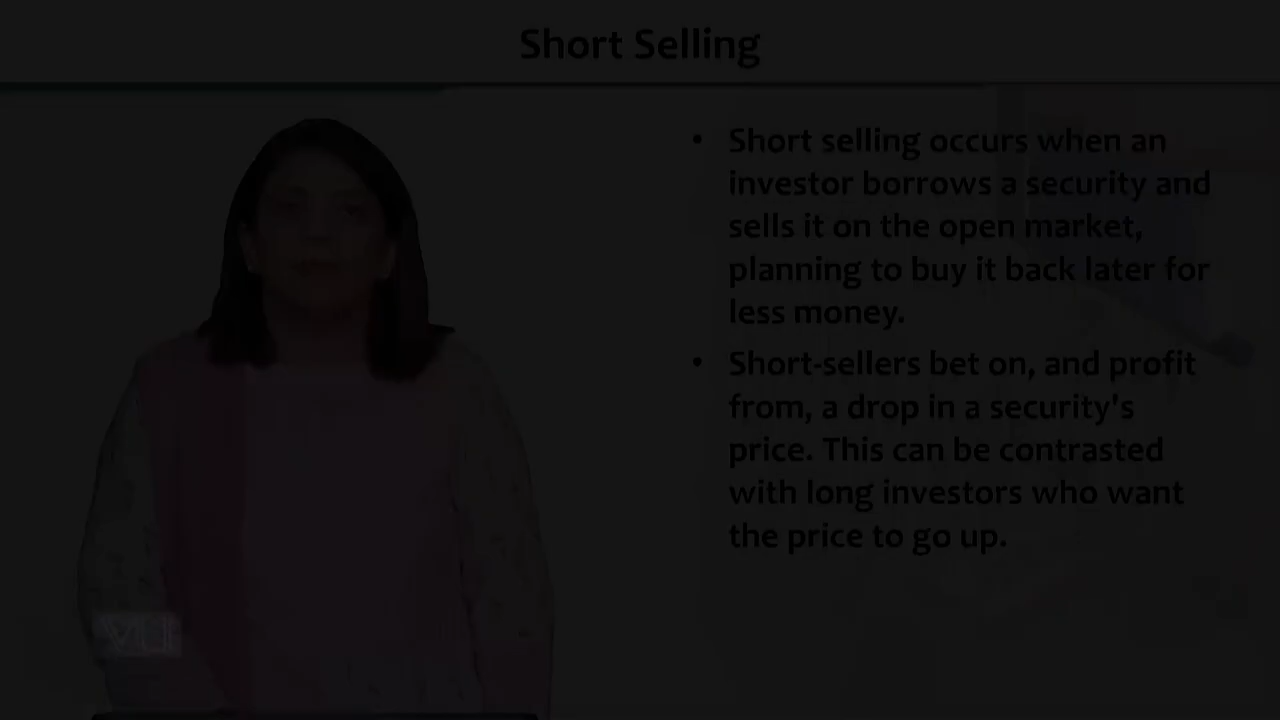 Short Selling
• Short selling occurs when an
investor borrows a security and
sells it on the open market,
planning to buy it back later for
less money.
• Short-sellers bet on, and profit
from, a drop in a security's
price. This can be contrasted
with long investors who want
the price to go up.
VU